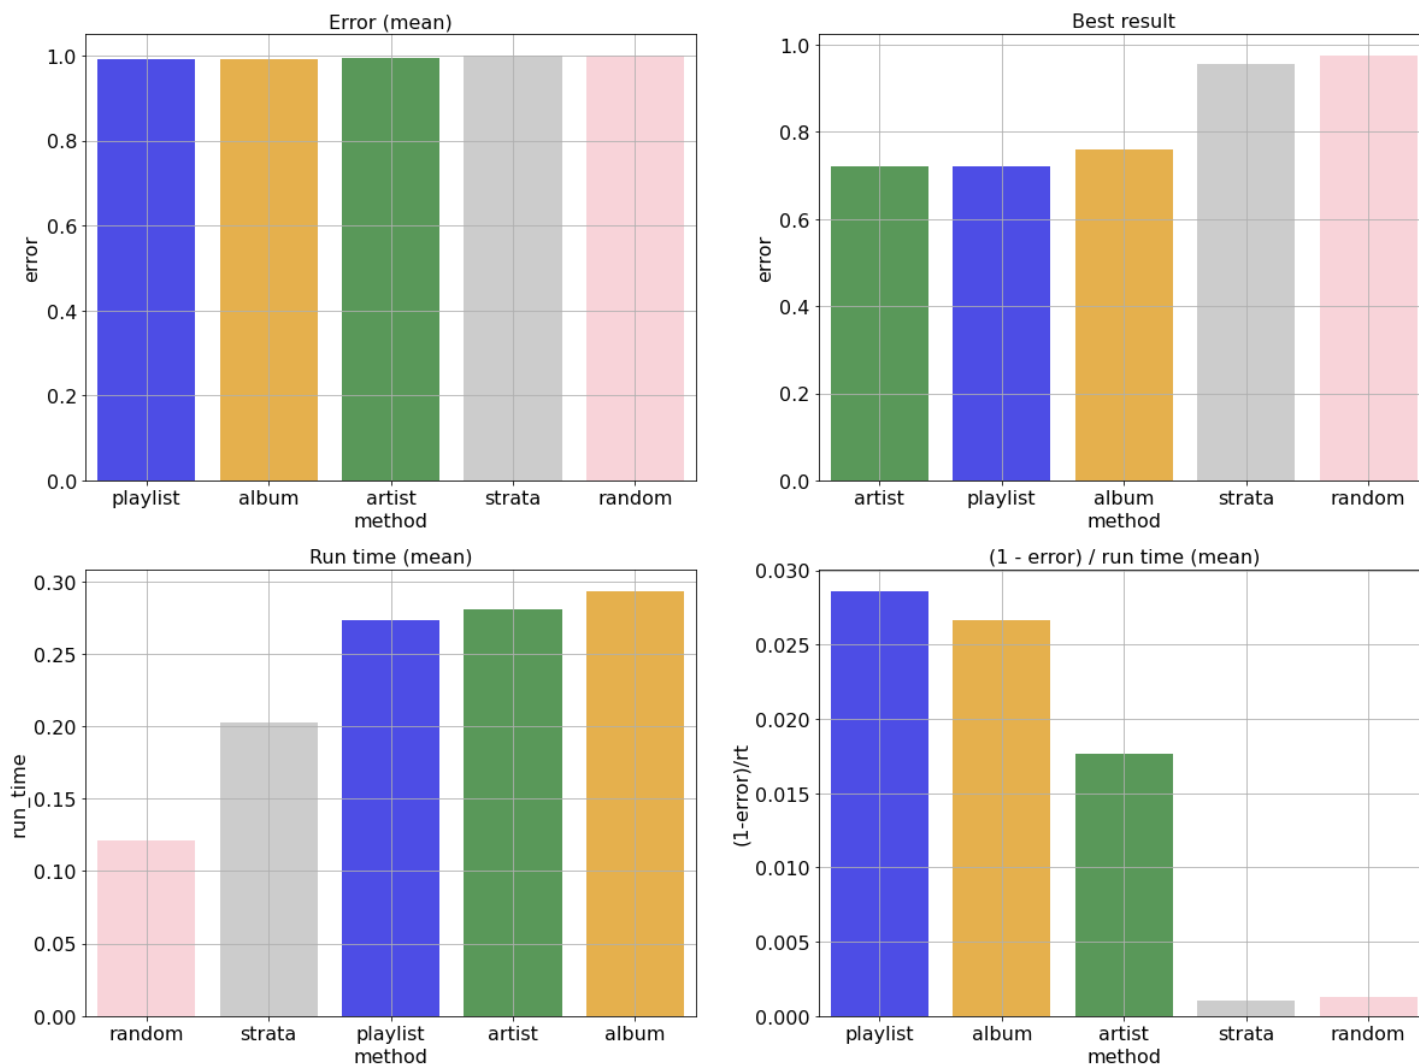 Error (mean)
1.0
0.8
0.6
0.4
0.2
0.0
error
playlist album artist strata random
method
Best result
1.0
0.8
0.6
0.4
0.2
0.0
error
artist playlist album strata random
method
Run time (mean)
0.30
0.25
0.20
0.15
0.10
0.05
0.00
run_time
random strata playlist artist album
method
(1 - error) / run time (mean)
0.030
0.025
0.020
0.015
0.010
0.005
0.000
(1-error)/rt
playlist album artist strata random
method